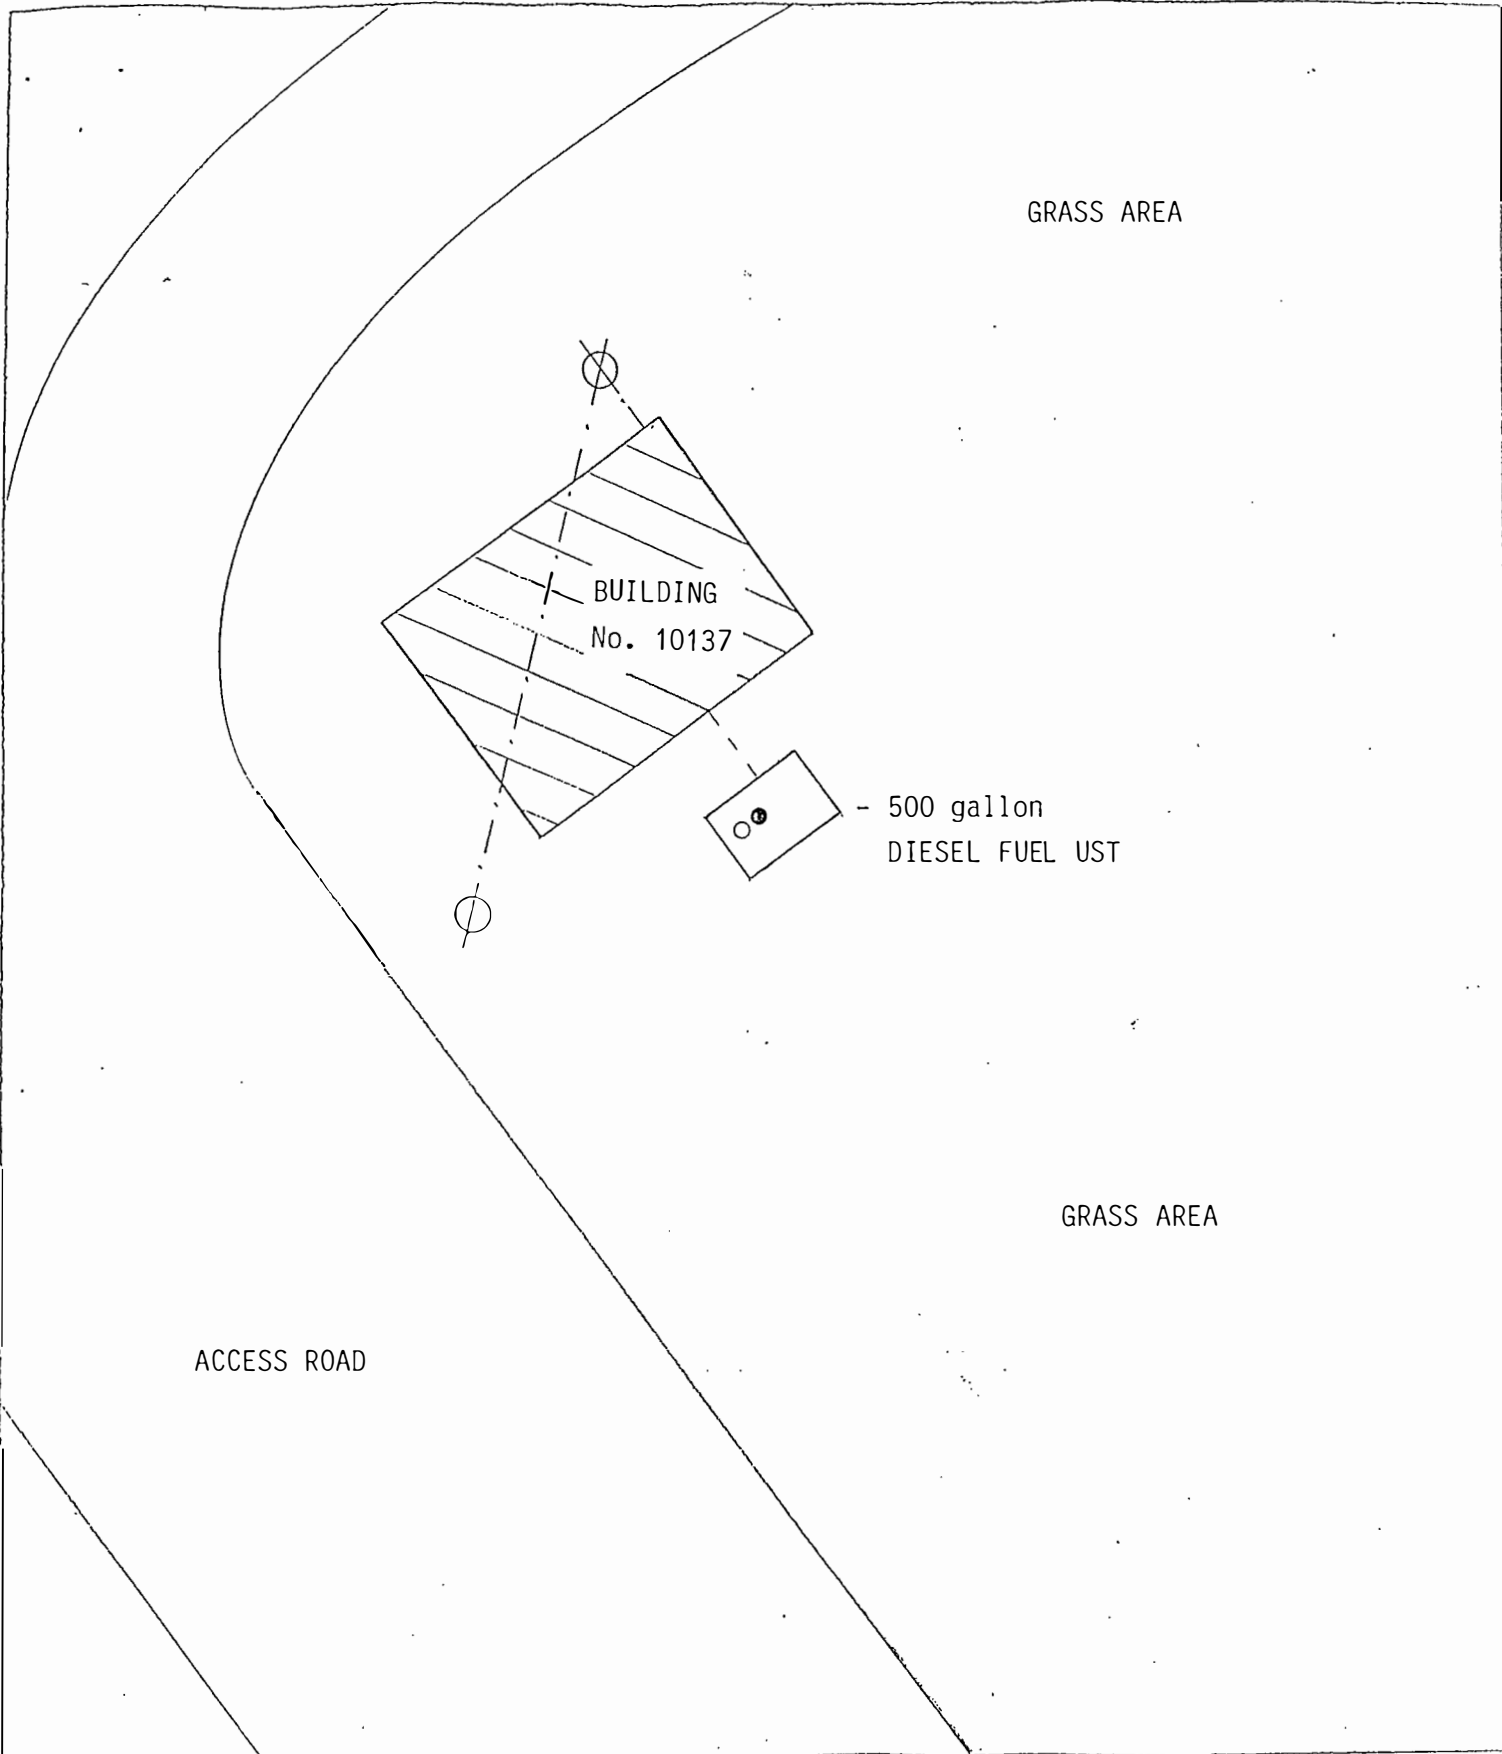 GRASS AREA
BUILDING
No. 10137
- 500 gallon
DIESEL FUEL UST
GRASS AREA
ACCESS ROAD